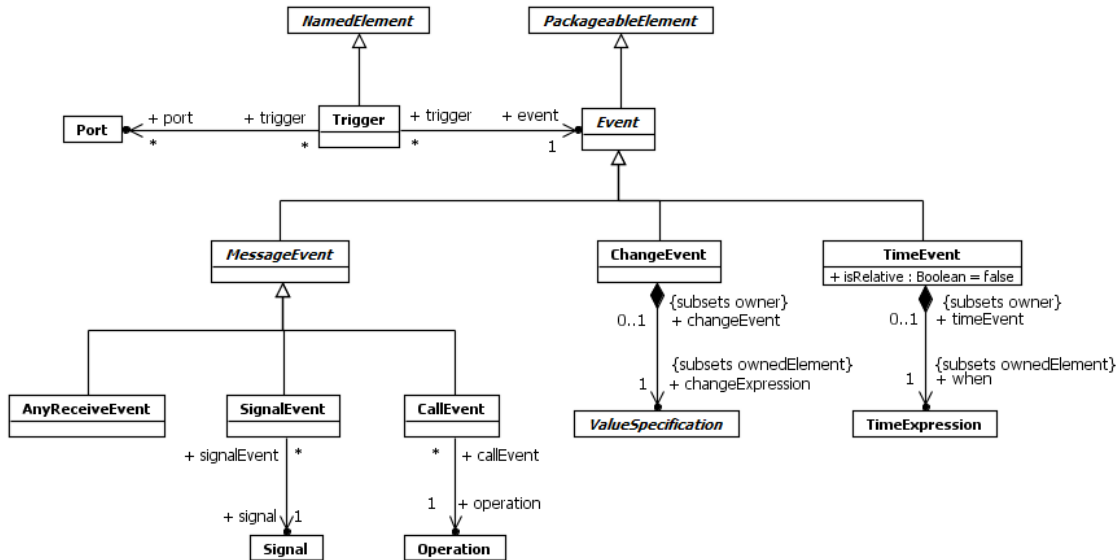 NamedElement
PackageableElement
Port
+ port
+ trigger
*
*
Trigger
+ trigger
+ event
*
1
Event
MessageEvent
ChangeEvent
TimeEvent
+ isRelative : Boolean = false
{subsets owner}
0..1
+ changeEvent
{subsets owner}
0..1
+ timeEvent
{subsets ownedElement}
1
+ changeExpression
{subsets ownedElement}
1
+ when
AnyReceiveEvent
SignalEvent
CallEvent
ValueSpecification
TimeExpression
+ signalEvent
*
*
+ callEvent
+ signal
1
1
+ operation
Signal
Operation